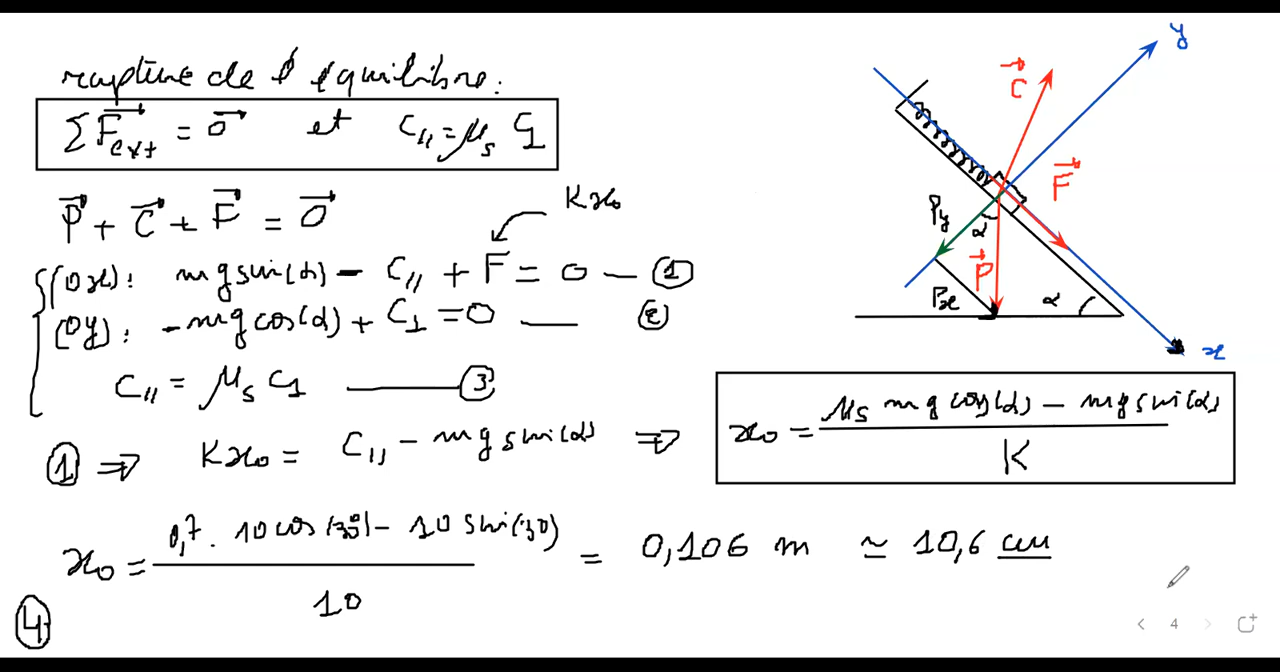 rupture de l'équilibre :
∑ F⃗ext = 0⃗ et C// = μs C⊥
P⃗ + C⃗ + F⃗ = 0⃗
Kx₀
(Ox) : mg sin(α) - C// + F = 0 — ①
(Oy) : -mg cos(α) + C⊥ = 0 — ②
C// = μs C⊥ — ③
① ⇒ Kx₀ = C// - mg sin(α) ⇒
x₀ = (μs mg cos(α) - mg sin(α)) / K
x₀ = (0,7 · 10 cos(30°) - 10 sin(30)) / 10 = 0,106 m ≃ 10,6 cm
④
y
C⃗
F⃗
Py
α
P⃗
Px
α
x
4